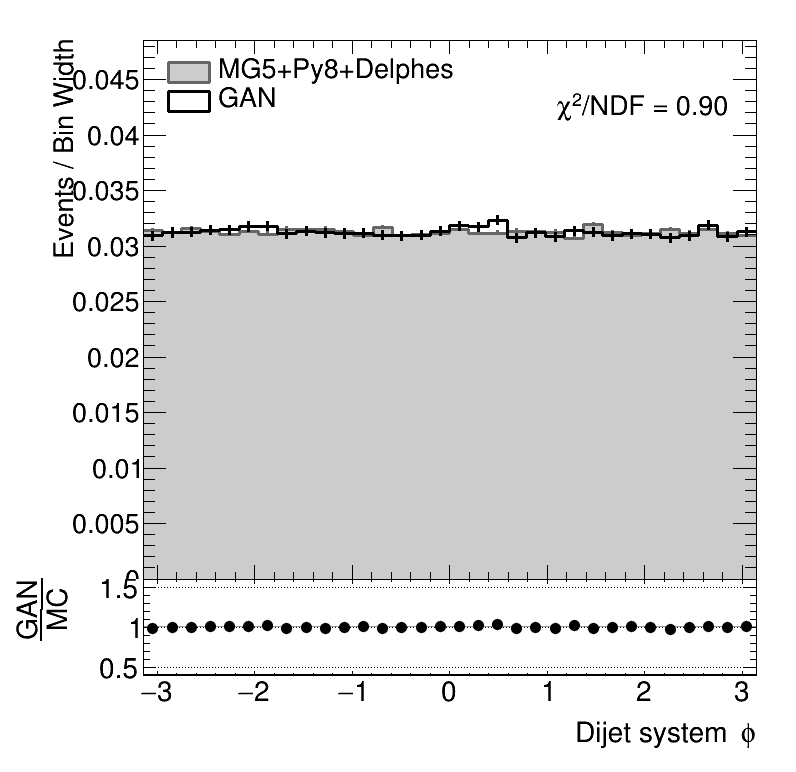 MG5+Py8+Delphes
GAN
χ²/NDF = 0.90
Events / Bin Width
0.045
0.04
0.035
0.03
0.025
0.02
0.015
0.01
0.005
0
GAN
MC
1.5
1
0.5
−3 −2 −1 0 1 2 3
Dijet system ϕ